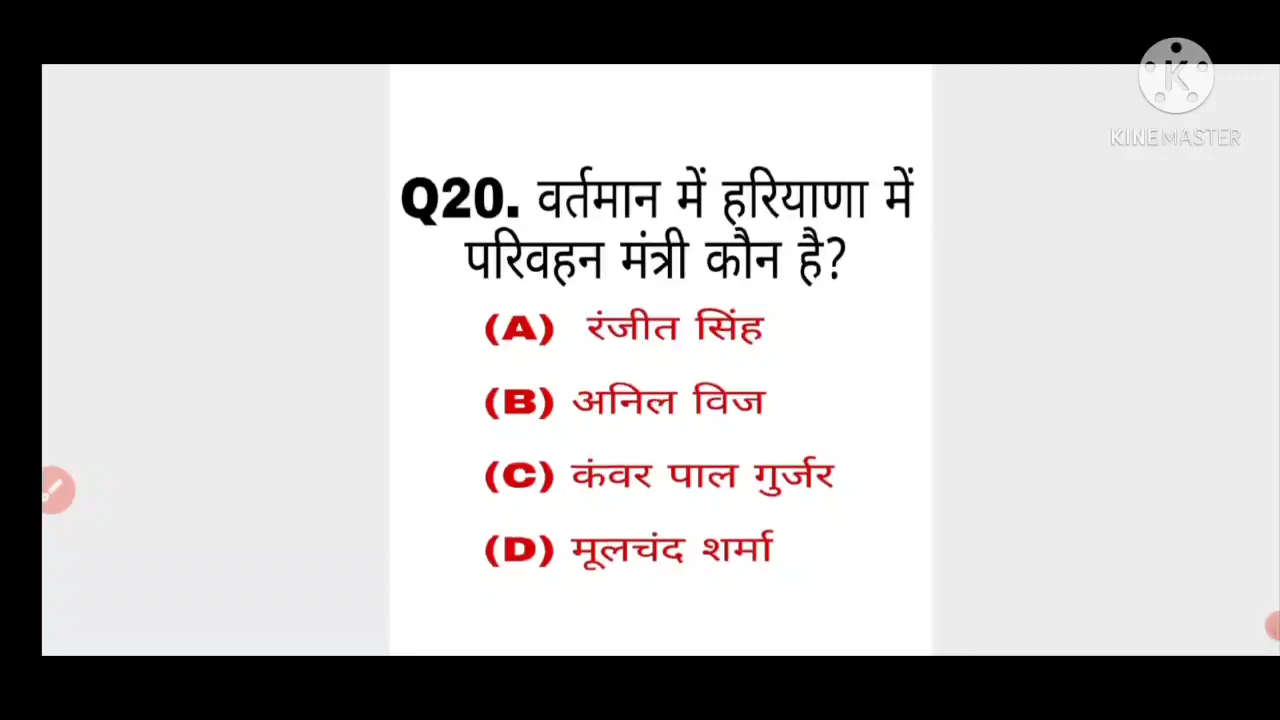 KINEMASTER
Q20. वर्तमान में हरियाणा में
परिवहन मंत्री कौन है?
(A) रंजीत सिंह
(B) अनिल विज
(C) कंवर पाल गुर्जर
(D) मूलचंद शर्मा